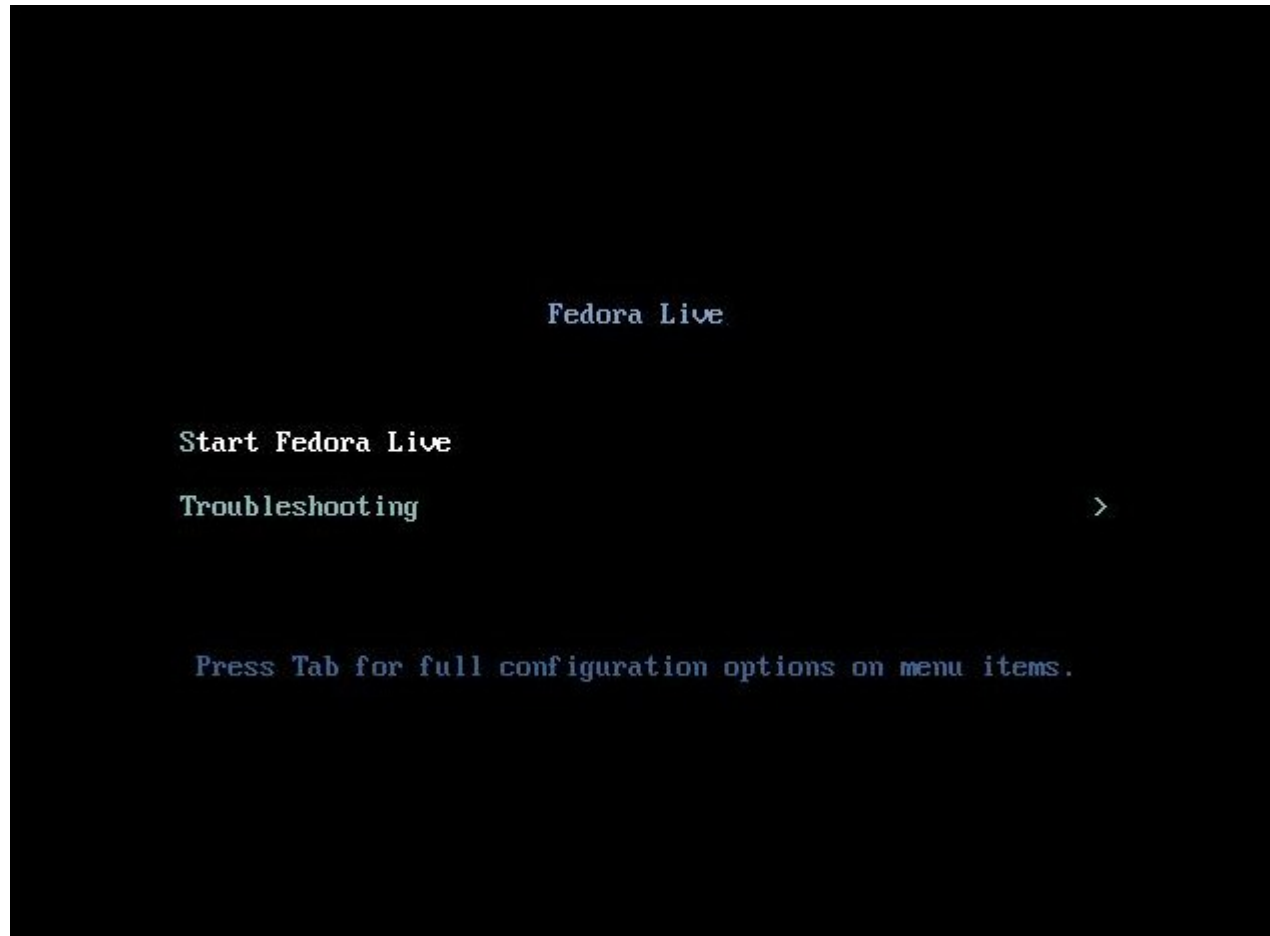 Fedora Live
Start Fedora Live
Troubleshooting >
Press Tab for full configuration options on menu items.